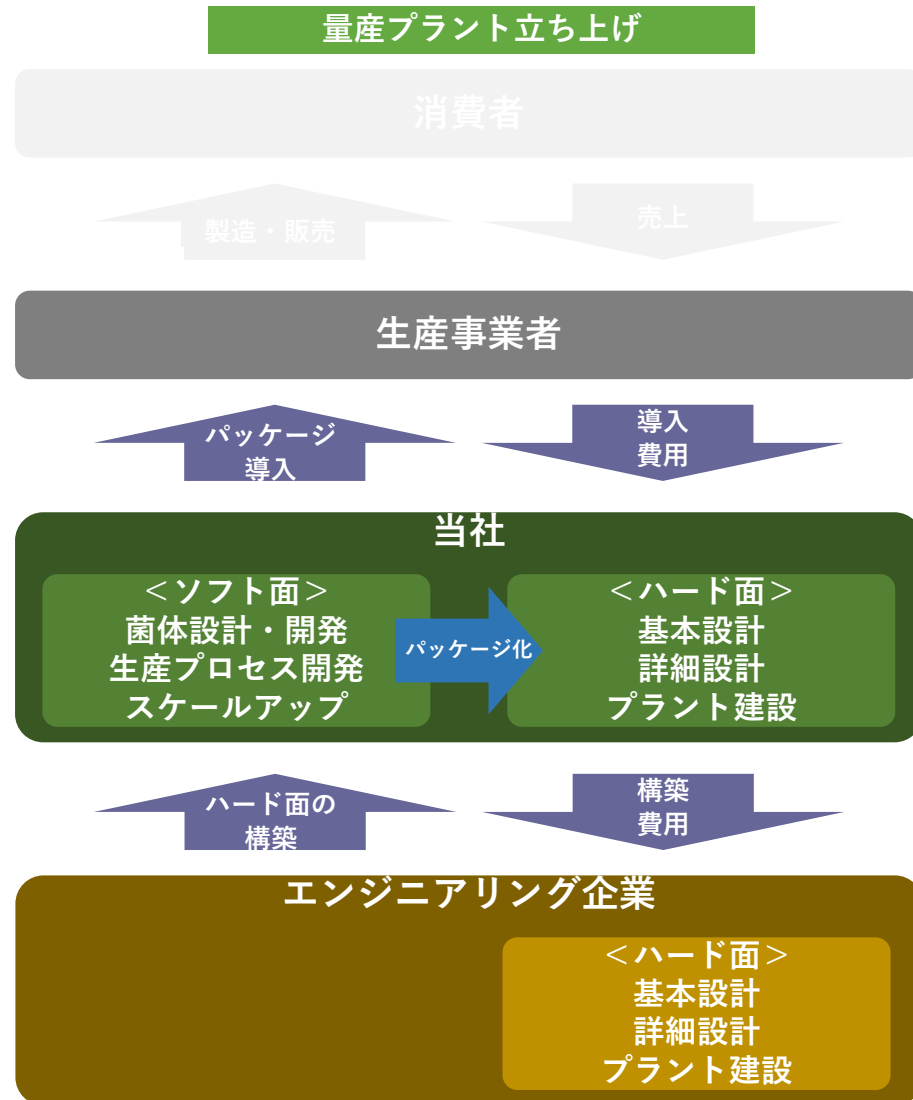 量産プラント立ち上げ
消費者
製造・販売
売上
生産事業者
パッケージ
導入
導入
費用
当社
＜ソフト面＞
菌体設計・開発
生産プロセス開発
スケールアップ
パッケージ化
＜ハード面＞
基本設計
詳細設計
プラント建設
ハード面の
構築
構築
費用
エンジニアリング企業
＜ハード面＞
基本設計
詳細設計
プラント建設